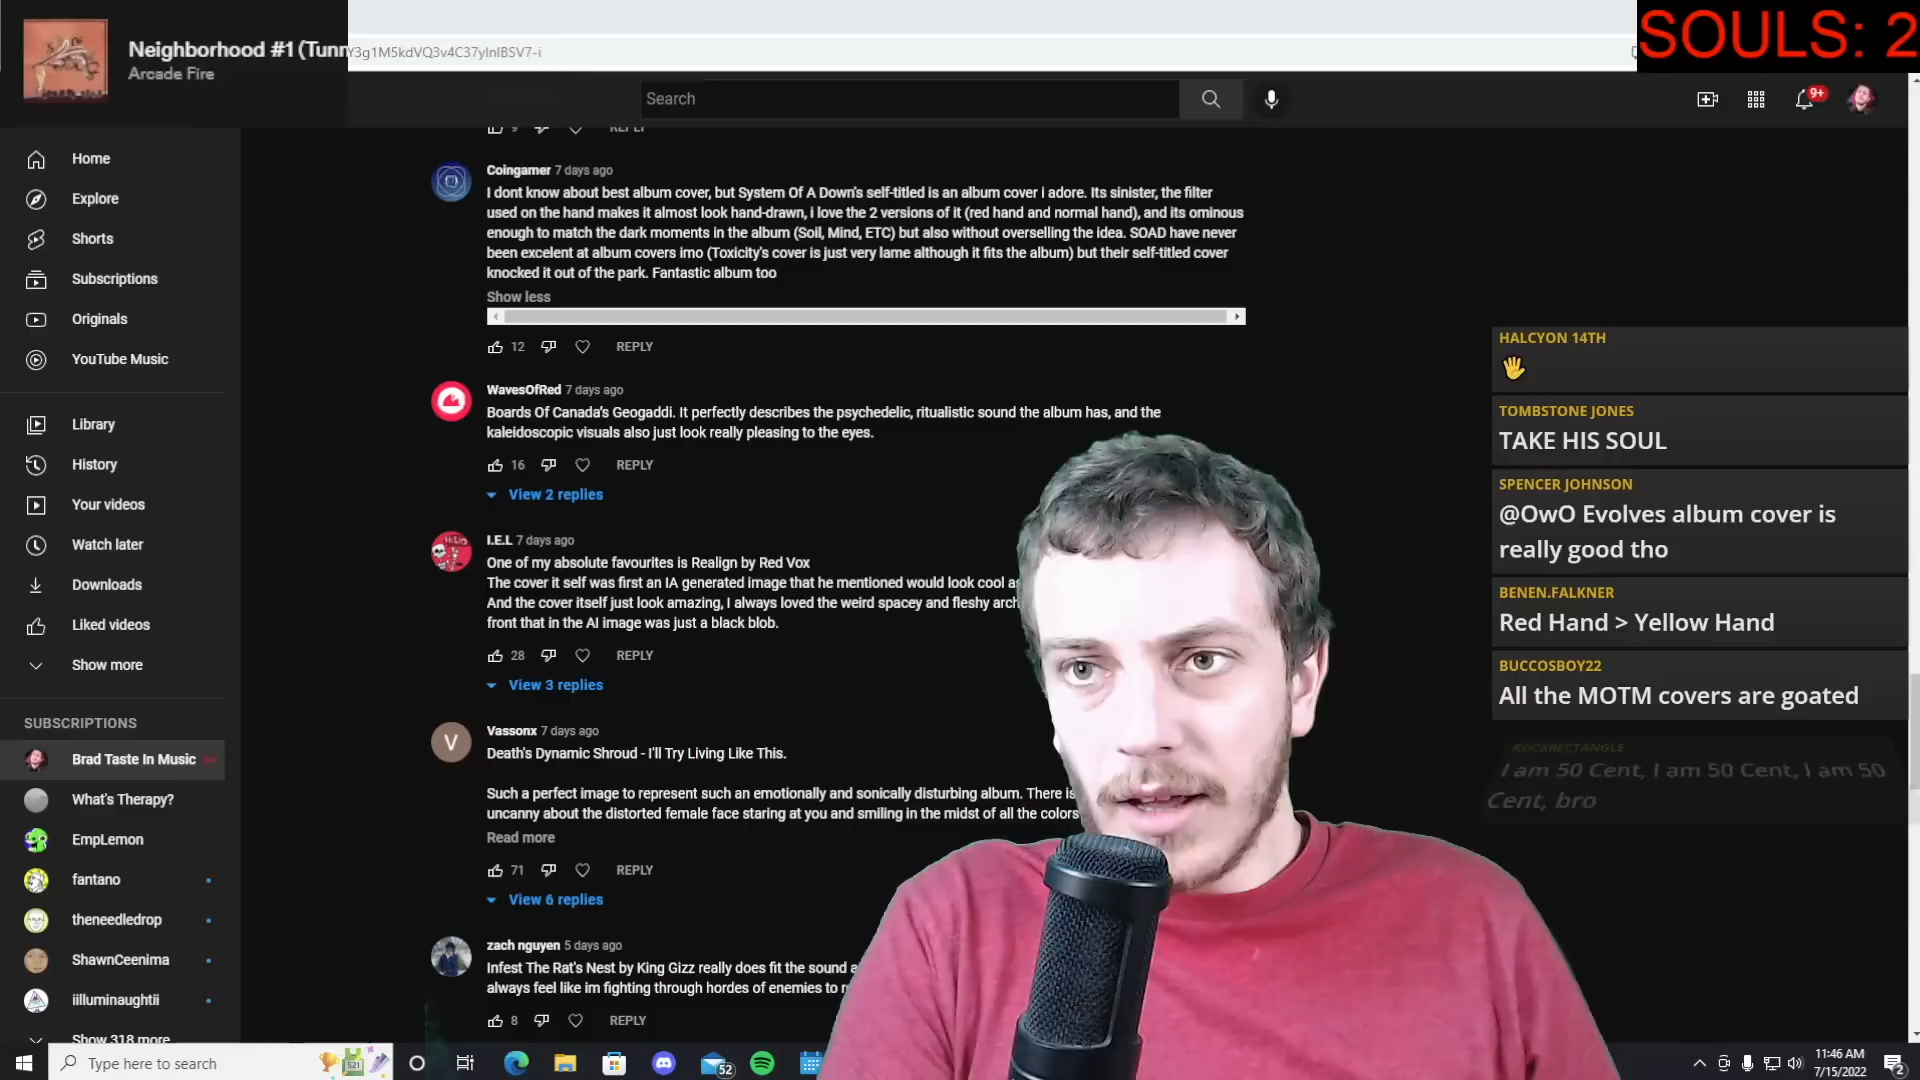 Neighborhood #1 (Tunn
Arcade Fire
Y3g1M5kdVQ3v4C37ylnIBSV7-i
SOULS: 2
Search
9+
Home
Explore
Shorts
Subscriptions
Originals
YouTube Music
Library
History
Your videos
Watch later
Downloads
Liked videos
Show more
SUBSCRIPTIONS
Brad Taste In Music
What's Therapy?
EmpLemon
fantano
theneedledrop
ShawnCeenima
iilluminaughtii
Show 318 more
9 REPLY
Coingamer 7 days ago
I dont know about best album cover, but System Of A Down's self-titled is an album cover i adore. Its sinister, the filter
used on the hand makes it almost look hand-drawn, i love the 2 versions of it (red hand and normal hand), and its ominous
enough to match the dark moments in the album (Soil, Mind, ETC) but also without overselling the idea. SOAD have never
been excelent at album covers imo (Toxicity's cover is just very lame although it fits the album) but their self-titled cover
knocked it out of the park. Fantastic album too
Show less
12 REPLY
WavesOfRed 7 days ago
Boards Of Canada's Geogaddi. It perfectly describes the psychedelic, ritualistic sound the album has, and the
kaleidoscopic visuals also just look really pleasing to the eyes.
16 REPLY
View 2 replies
I.E.L 7 days ago
One of my absolute favourites is Realign by Red Vox
The cover it self was first an IA generated image that he mentioned would look cool as
And the cover itself just look amazing, I always loved the weird spacey and fleshy arch
front that in the AI image was just a black blob.
28 REPLY
View 3 replies
V
Vassonx 7 days ago
Death's Dynamic Shroud - I'll Try Living Like This.
Such a perfect image to represent such an emotionally and sonically disturbing album. There is
uncanny about the distorted female face staring at you and smiling in the midst of all the colors
Read more
71 REPLY
View 6 replies
zach nguyen 5 days ago
Infest The Rat's Nest by King Gizz really does fit the sound a
always feel like im fighting through hordes of enemies to r
8 REPLY
HALCYON 14TH
🖐
TOMBSTONE JONES
TAKE HIS SOUL
SPENCER JOHNSON
@OwO Evolves album cover is
really good tho
BENEN.FALKNER
Red Hand > Yellow Hand
BUCCOSBOY22
All the MOTM covers are goated
I am 50 Cent, I am 50 Cent, I am 50
Cent, bro
Type here to search
521
52
11:46 AM
7/15/2022
2